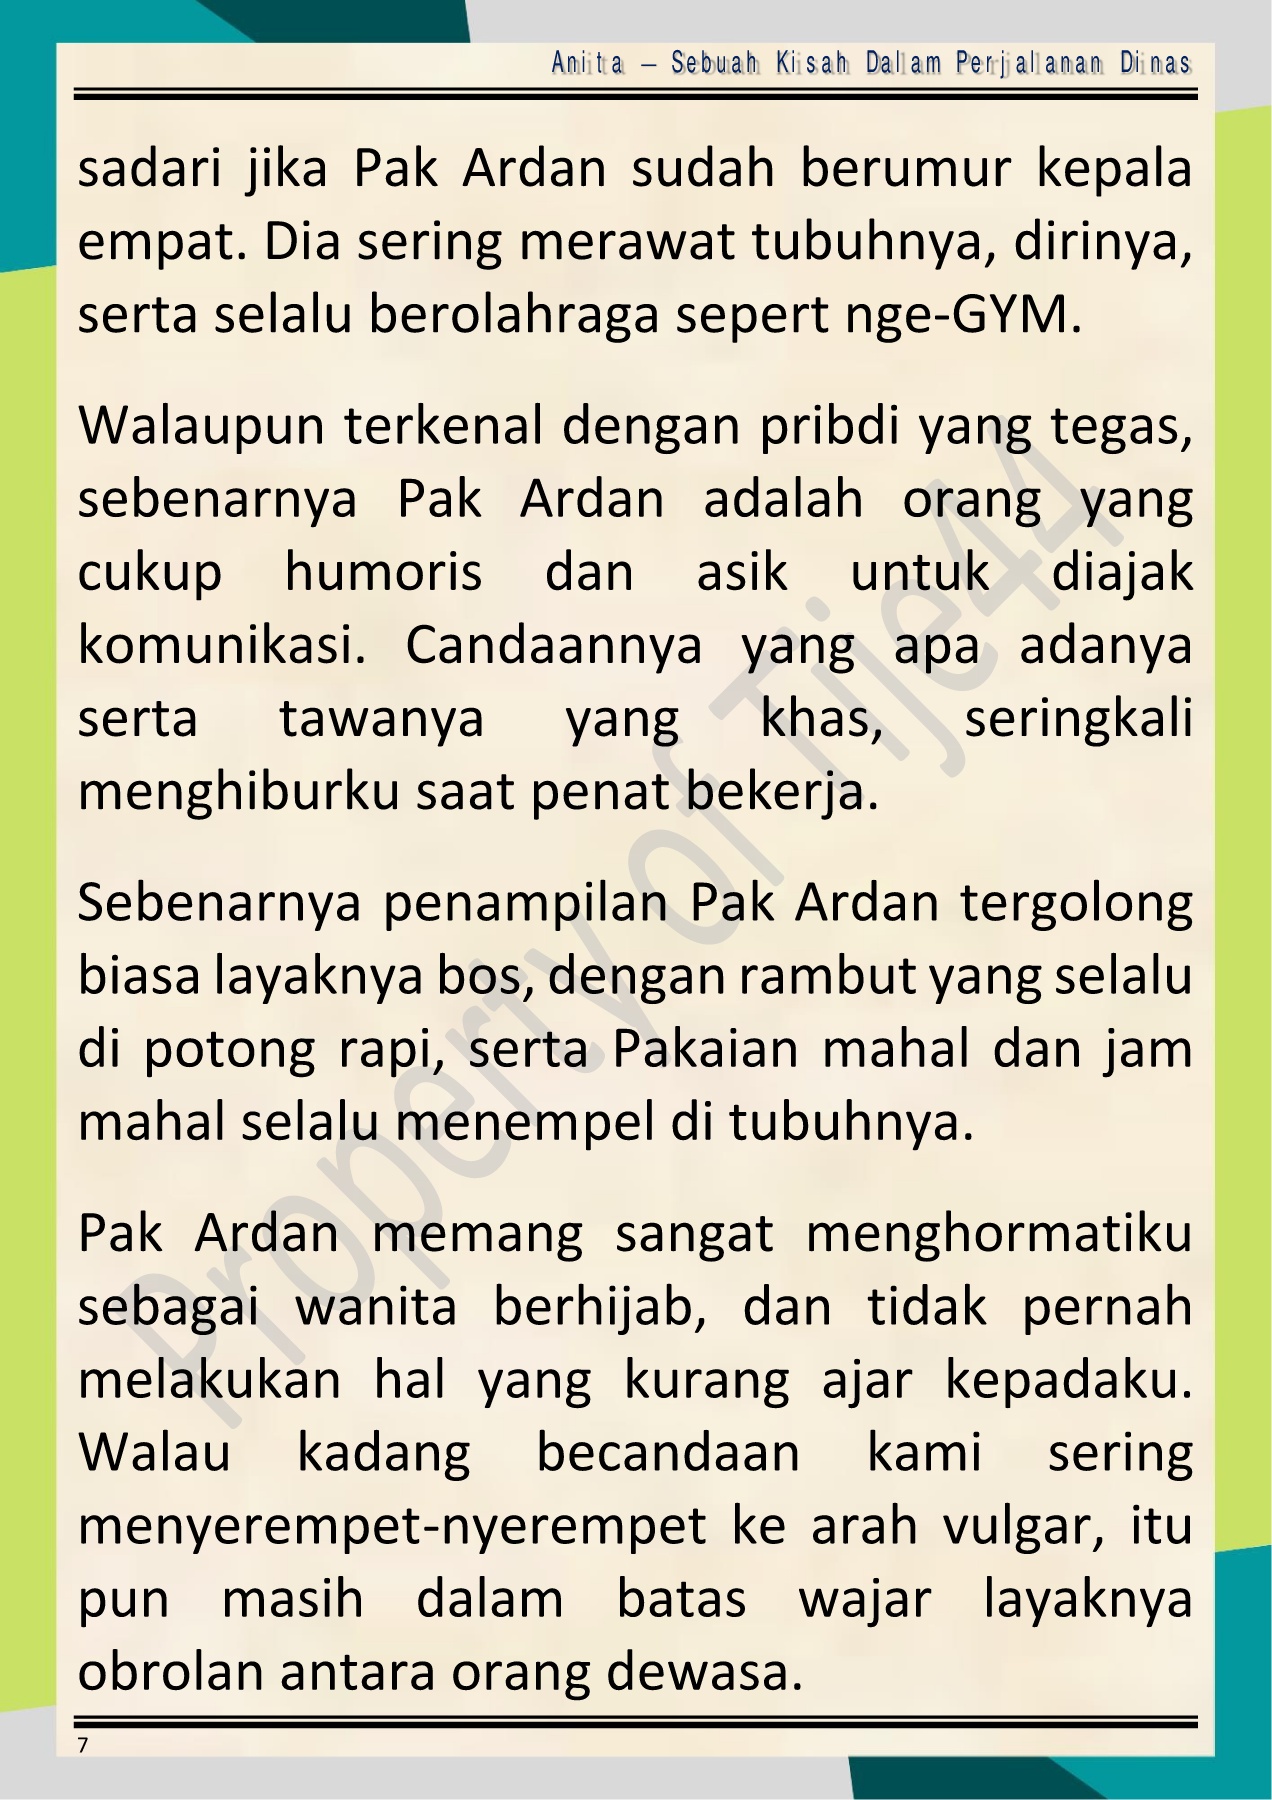 Anita – Sebuah Kisah Dalam Perjalanan Dinas
sadari jika Pak Ardan sudah berumur kepala
empat. Dia sering merawat tubuhnya, dirinya,
serta selalu berolahraga sepert nge-GYM.
Walaupun terkenal dengan pribdi yang tegas,
sebenarnya Pak Ardan adalah orang yang
cukup humoris dan asik untuk diajak
komunikasi. Candaannya yang apa adanya
serta tawanya yang khas, seringkali
menghiburku saat penat bekerja.
Sebenarnya penampilan Pak Ardan tergolong
biasa layaknya bos, dengan rambut yang selalu
di potong rapi, serta Pakaian mahal dan jam
mahal selalu menempel di tubuhnya.
Pak Ardan memang sangat menghormatiku
sebagai wanita berhijab, dan tidak pernah
melakukan hal yang kurang ajar kepadaku.
Walau kadang becandaan kami sering
menyerempet-nyerempet ke arah vulgar, itu
pun masih dalam batas wajar layaknya
obrolan antara orang dewasa.
7
Property of Tije44